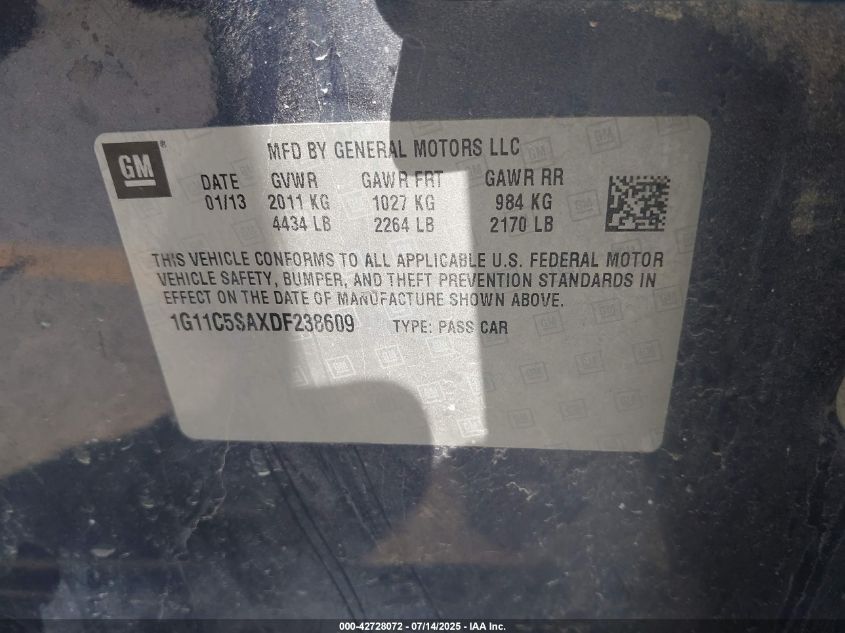 GM ® MFD BY GENERAL MOTORS LLC
DATE GVWR GAWR FRT GAWR RR
01/13 2011 KG 1027 KG 984 KG
4434 LB 2264 LB 2170 LB
THIS VEHICLE CONFORMS TO ALL APPLICABLE U.S. FEDERAL MOTOR
VEHICLE SAFETY, BUMPER, AND THEFT PREVENTION STANDARDS IN
EFFECT ON THE DATE OF MANUFACTURE SHOWN ABOVE.
1G11C5SAXDF238609 TYPE: PASS CAR
000-42728072 - 07/14/2025 - IAA Inc.